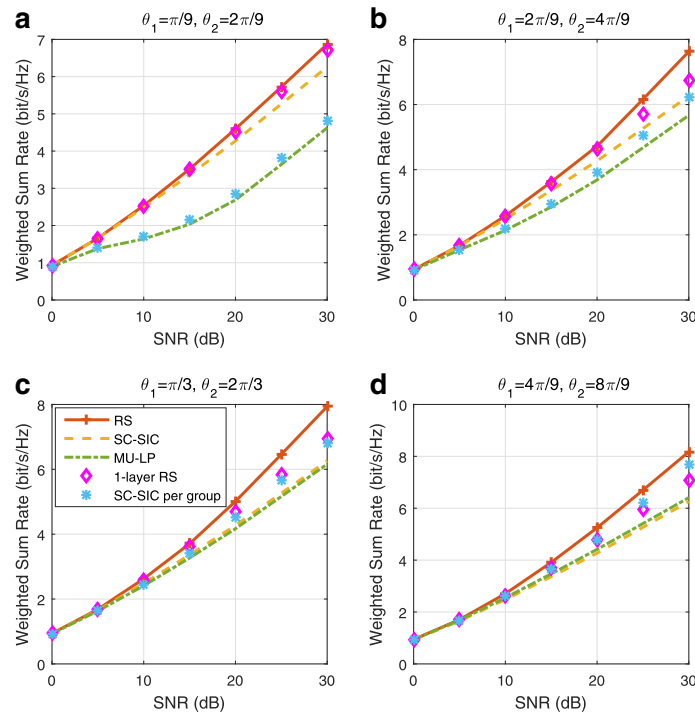 a
θ1=π/9, θ2=2π/9
Weighted Sum Rate (bit/s/Hz)
7
6
5
4
3
2
1
0
0 10 20 30
SNR (dB)
b
θ1=2π/9, θ2=4π/9
Weighted Sum Rate (bit/s/Hz)
8
6
4
2
0
0 10 20 30
SNR (dB)
c
θ1=π/3, θ2=2π/3
Weighted Sum Rate (bit/s/Hz)
8
6
4
2
0
RS
SC-SIC
MU-LP
1-layer RS
SC-SIC per group
0 10 20 30
SNR (dB)
d
θ1=4π/9, θ2=8π/9
Weighted Sum Rate (bit/s/Hz)
10
8
6
4
2
0
0 10 20 30
SNR (dB)